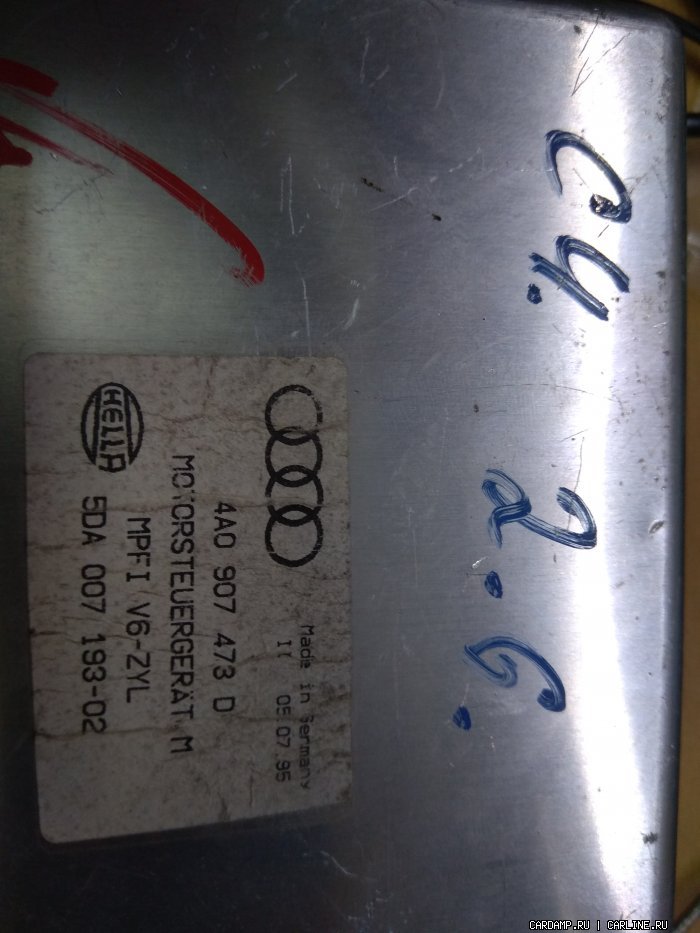 C4.
2.6.
Made in Germany
II 05.07.95
4A0 907 473 D
MOTORSTEUERGERÄT M
MPFI V6-ZYL
5DA 007 193-02
HELLA
CARDAMP.RU | CARLINE.RU